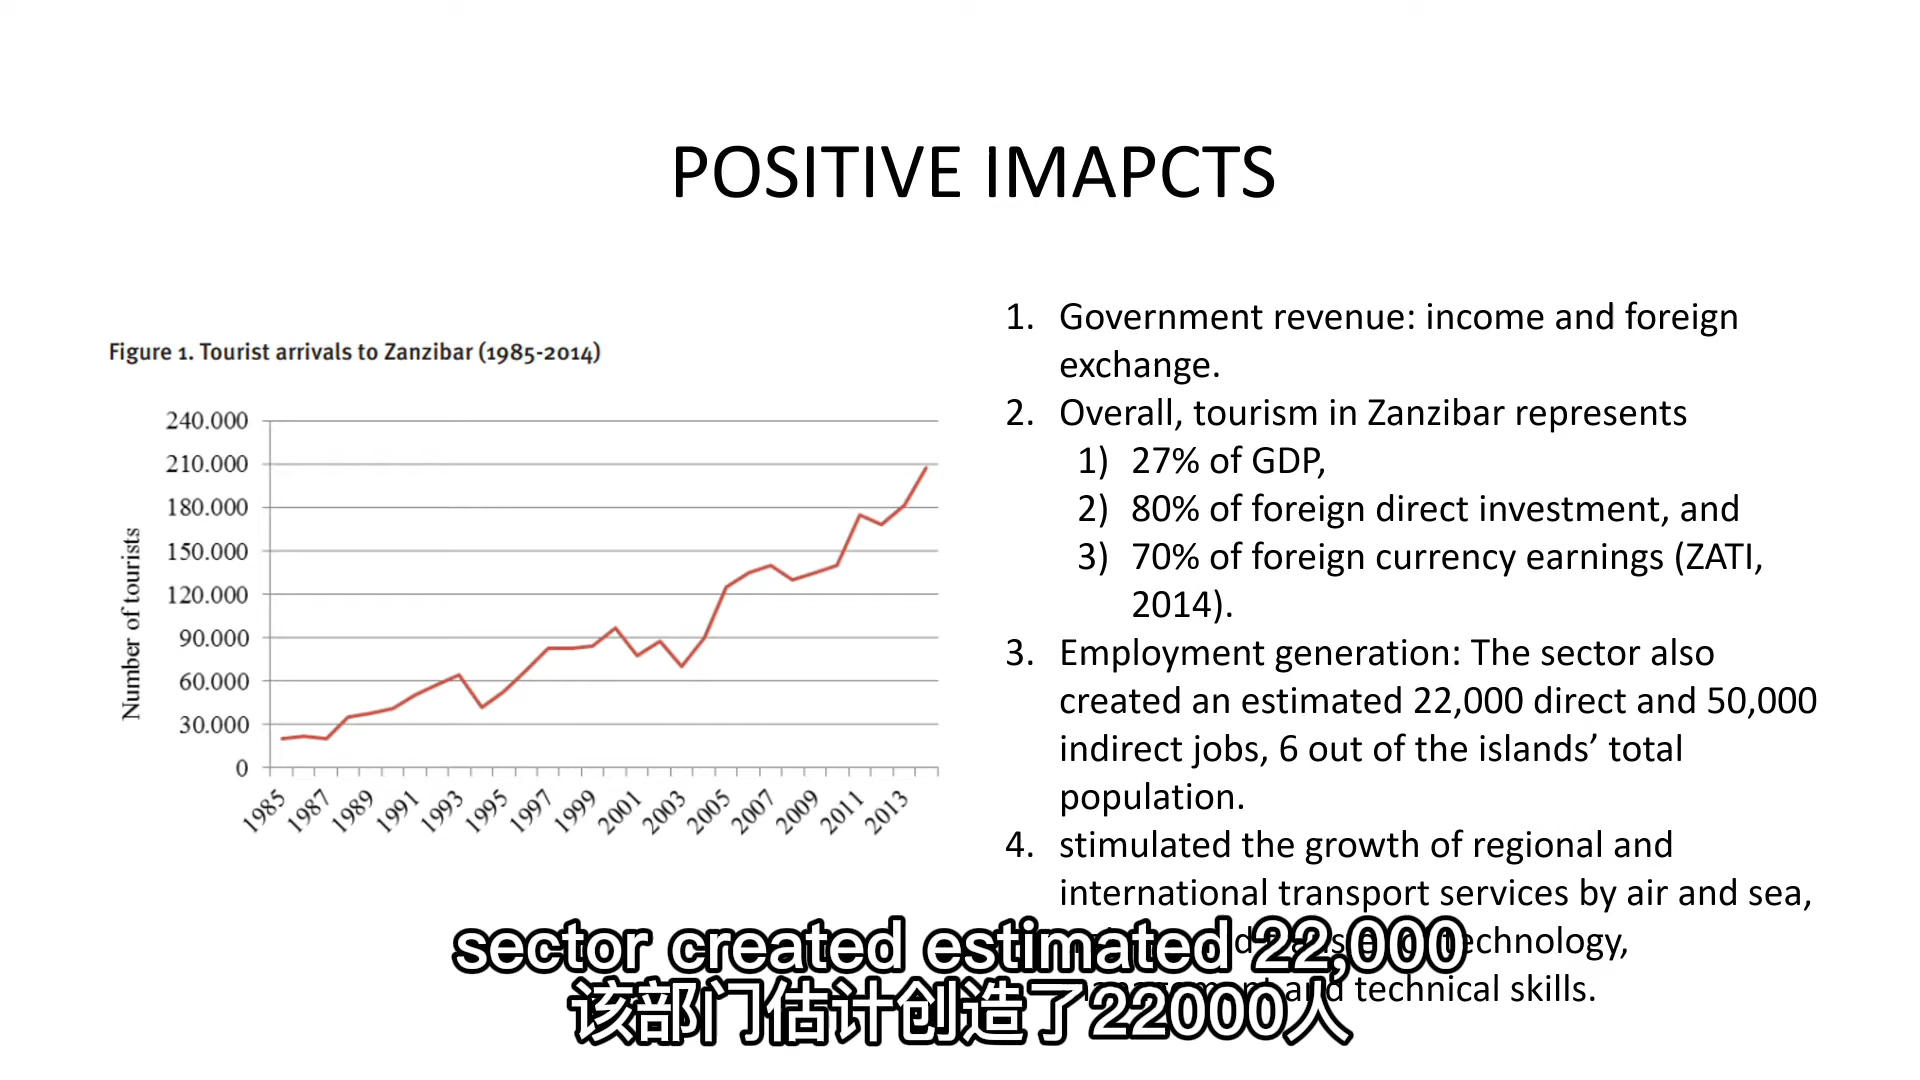 POSITIVE IMAPCTS
Figure 1. Tourist arrivals to Zanzibar (1985-2014)
Number of tourists
240.000
210.000
180.000
150.000
120.000
90.000
60.000
30.000
0
1985
1987
1989
1991
1993
1995
1997
1999
2001
2003
2005
2007
2009
2011
2013
1. Government revenue: income and foreign
exchange.
2. Overall, tourism in Zanzibar represents
1) 27% of GDP,
2) 80% of foreign direct investment, and
3) 70% of foreign currency earnings (ZATI,
2014).
3. Employment generation: The sector also
created an estimated 22,000 direct and 50,000
indirect jobs, 6 out of the islands’ total
population.
4. stimulated the growth of regional and
international transport services by air and sea,
technology,
and technical skills.
sector created estimated 22,000
该部门估计创造了22000人